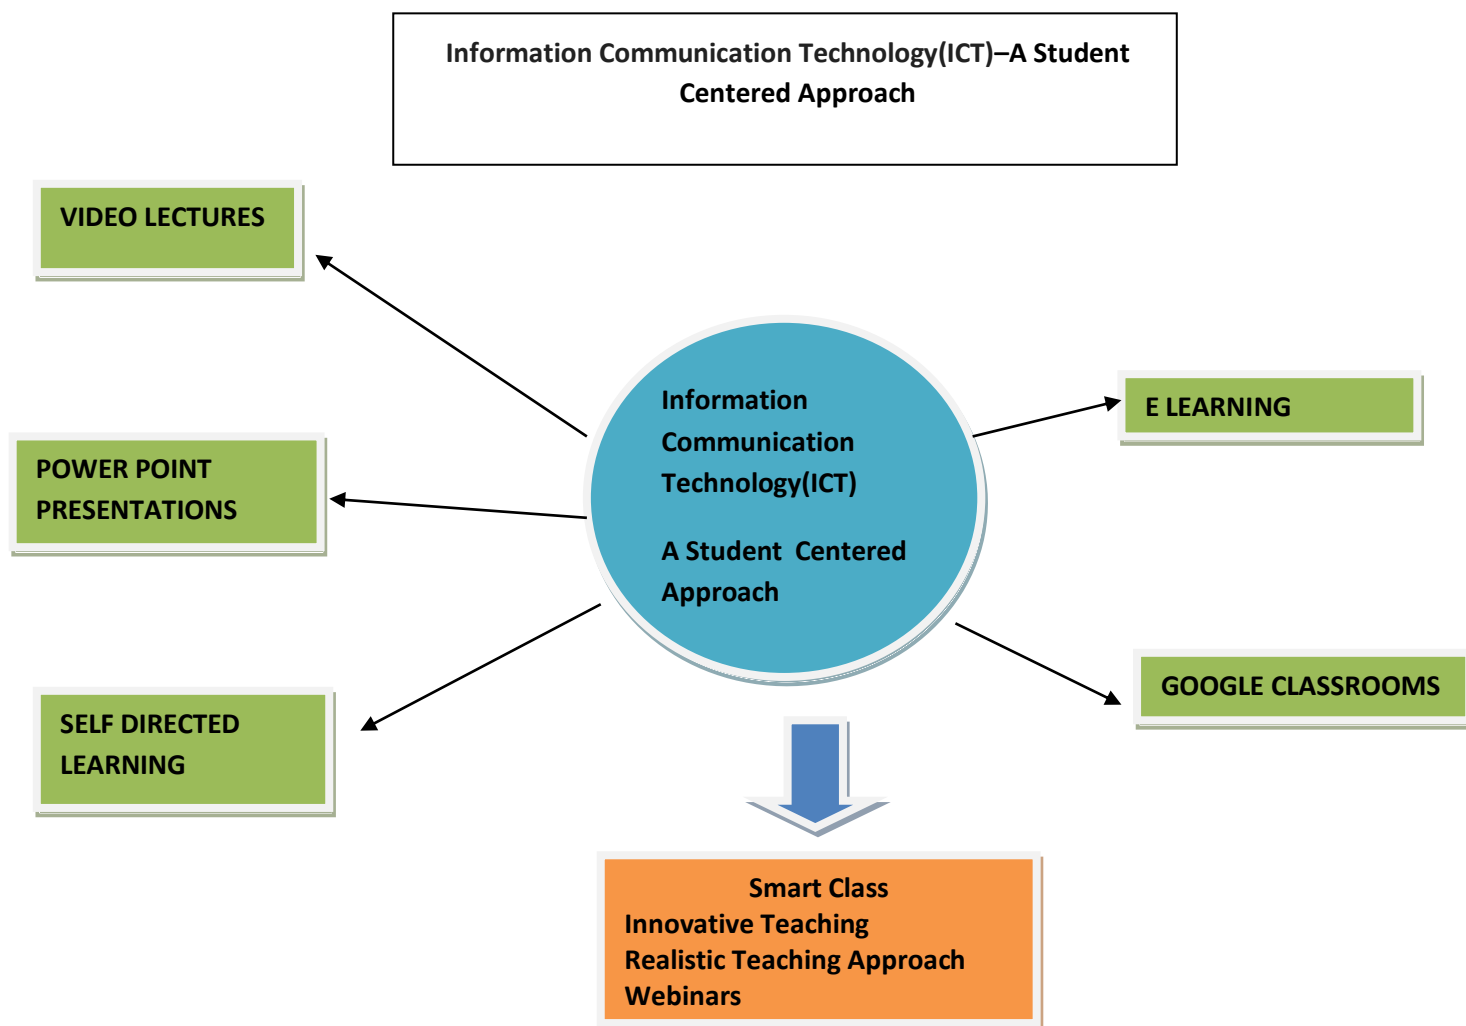 Information Communication Technology(ICT)–A Student
Centered Approach
VIDEO LECTURES
POWER POINT
PRESENTATIONS
SELF DIRECTED
LEARNING
Information
Communication
Technology(ICT)
A Student Centered
Approach
E LEARNING
GOOGLE CLASSROOMS
Smart Class
Innovative Teaching
Realistic Teaching Approach
Webinars